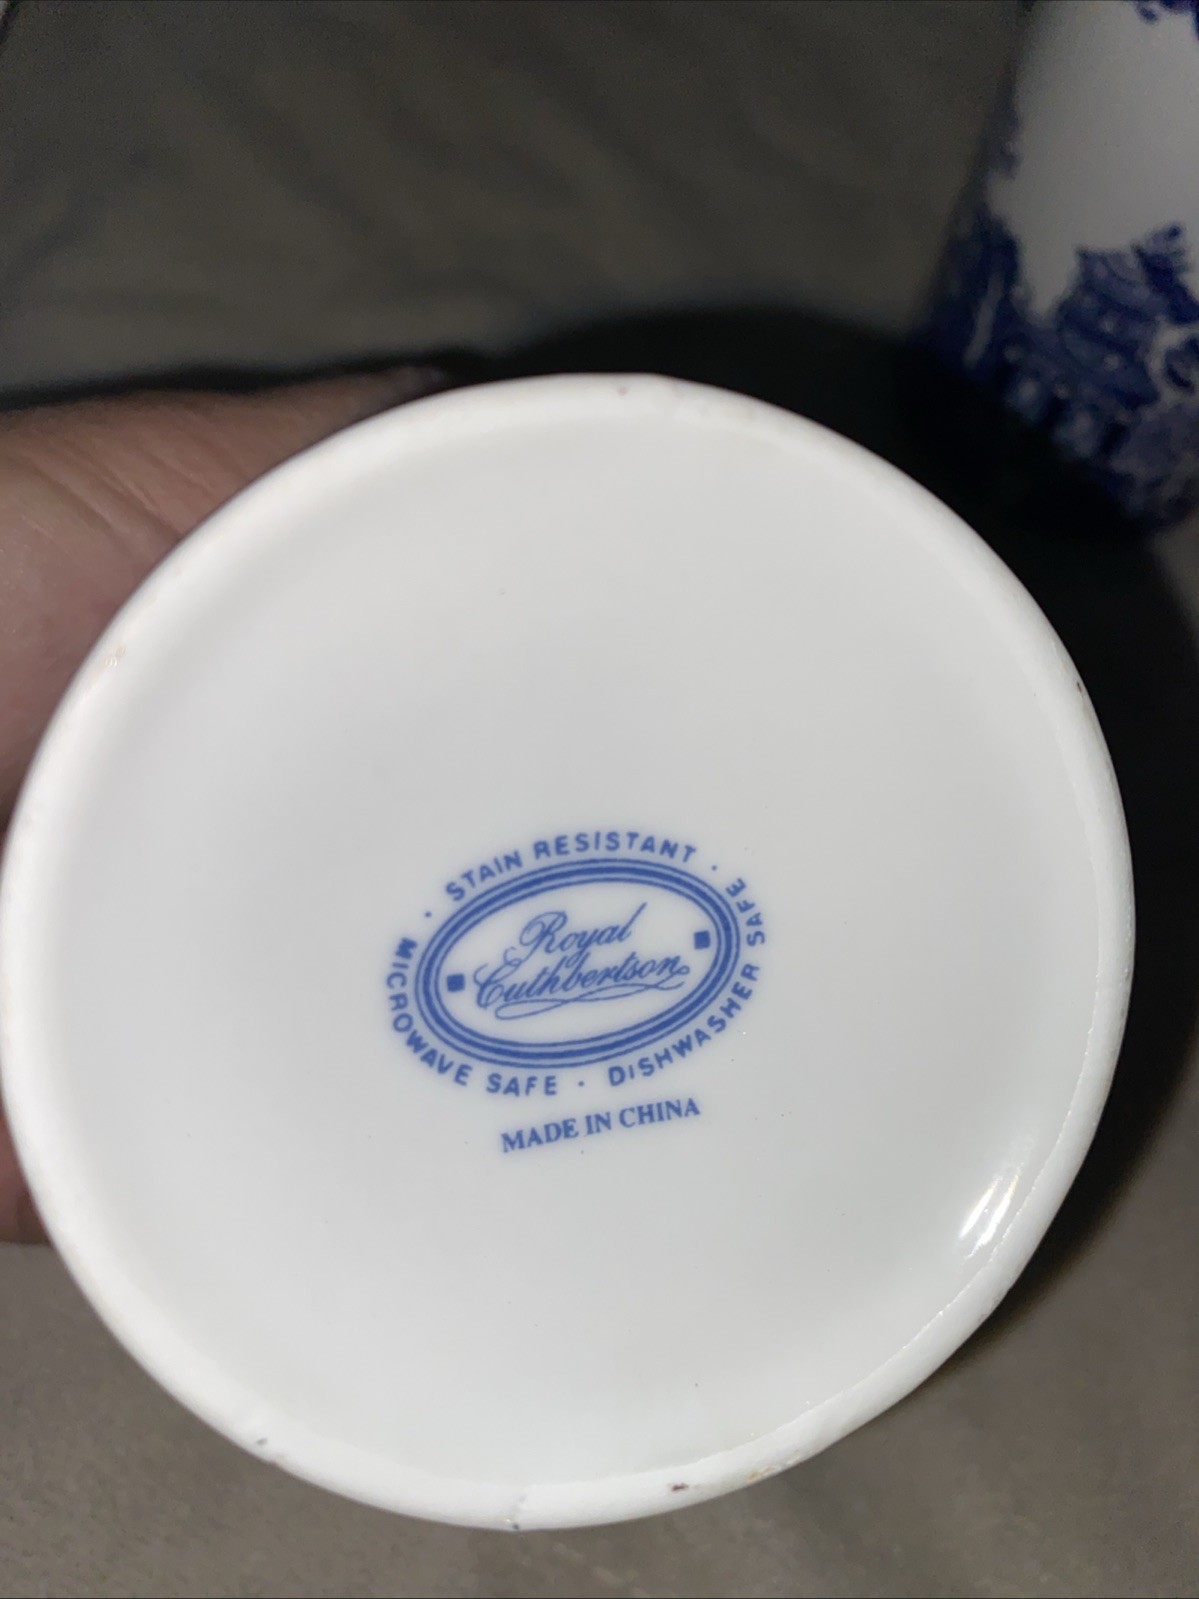 · STAIN RESISTANT ·
Royal
Cuthbertson
MICROWAVE SAFE · DISHWASHER SAFE
MADE IN CHINA